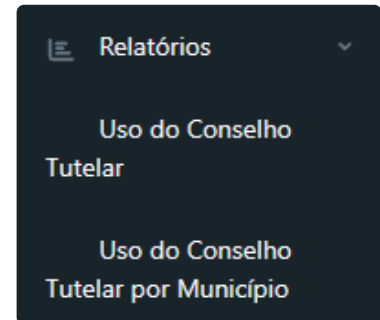 Relatórios
Uso do Conselho
Tutelar
Uso do Conselho
Tutelar por Município